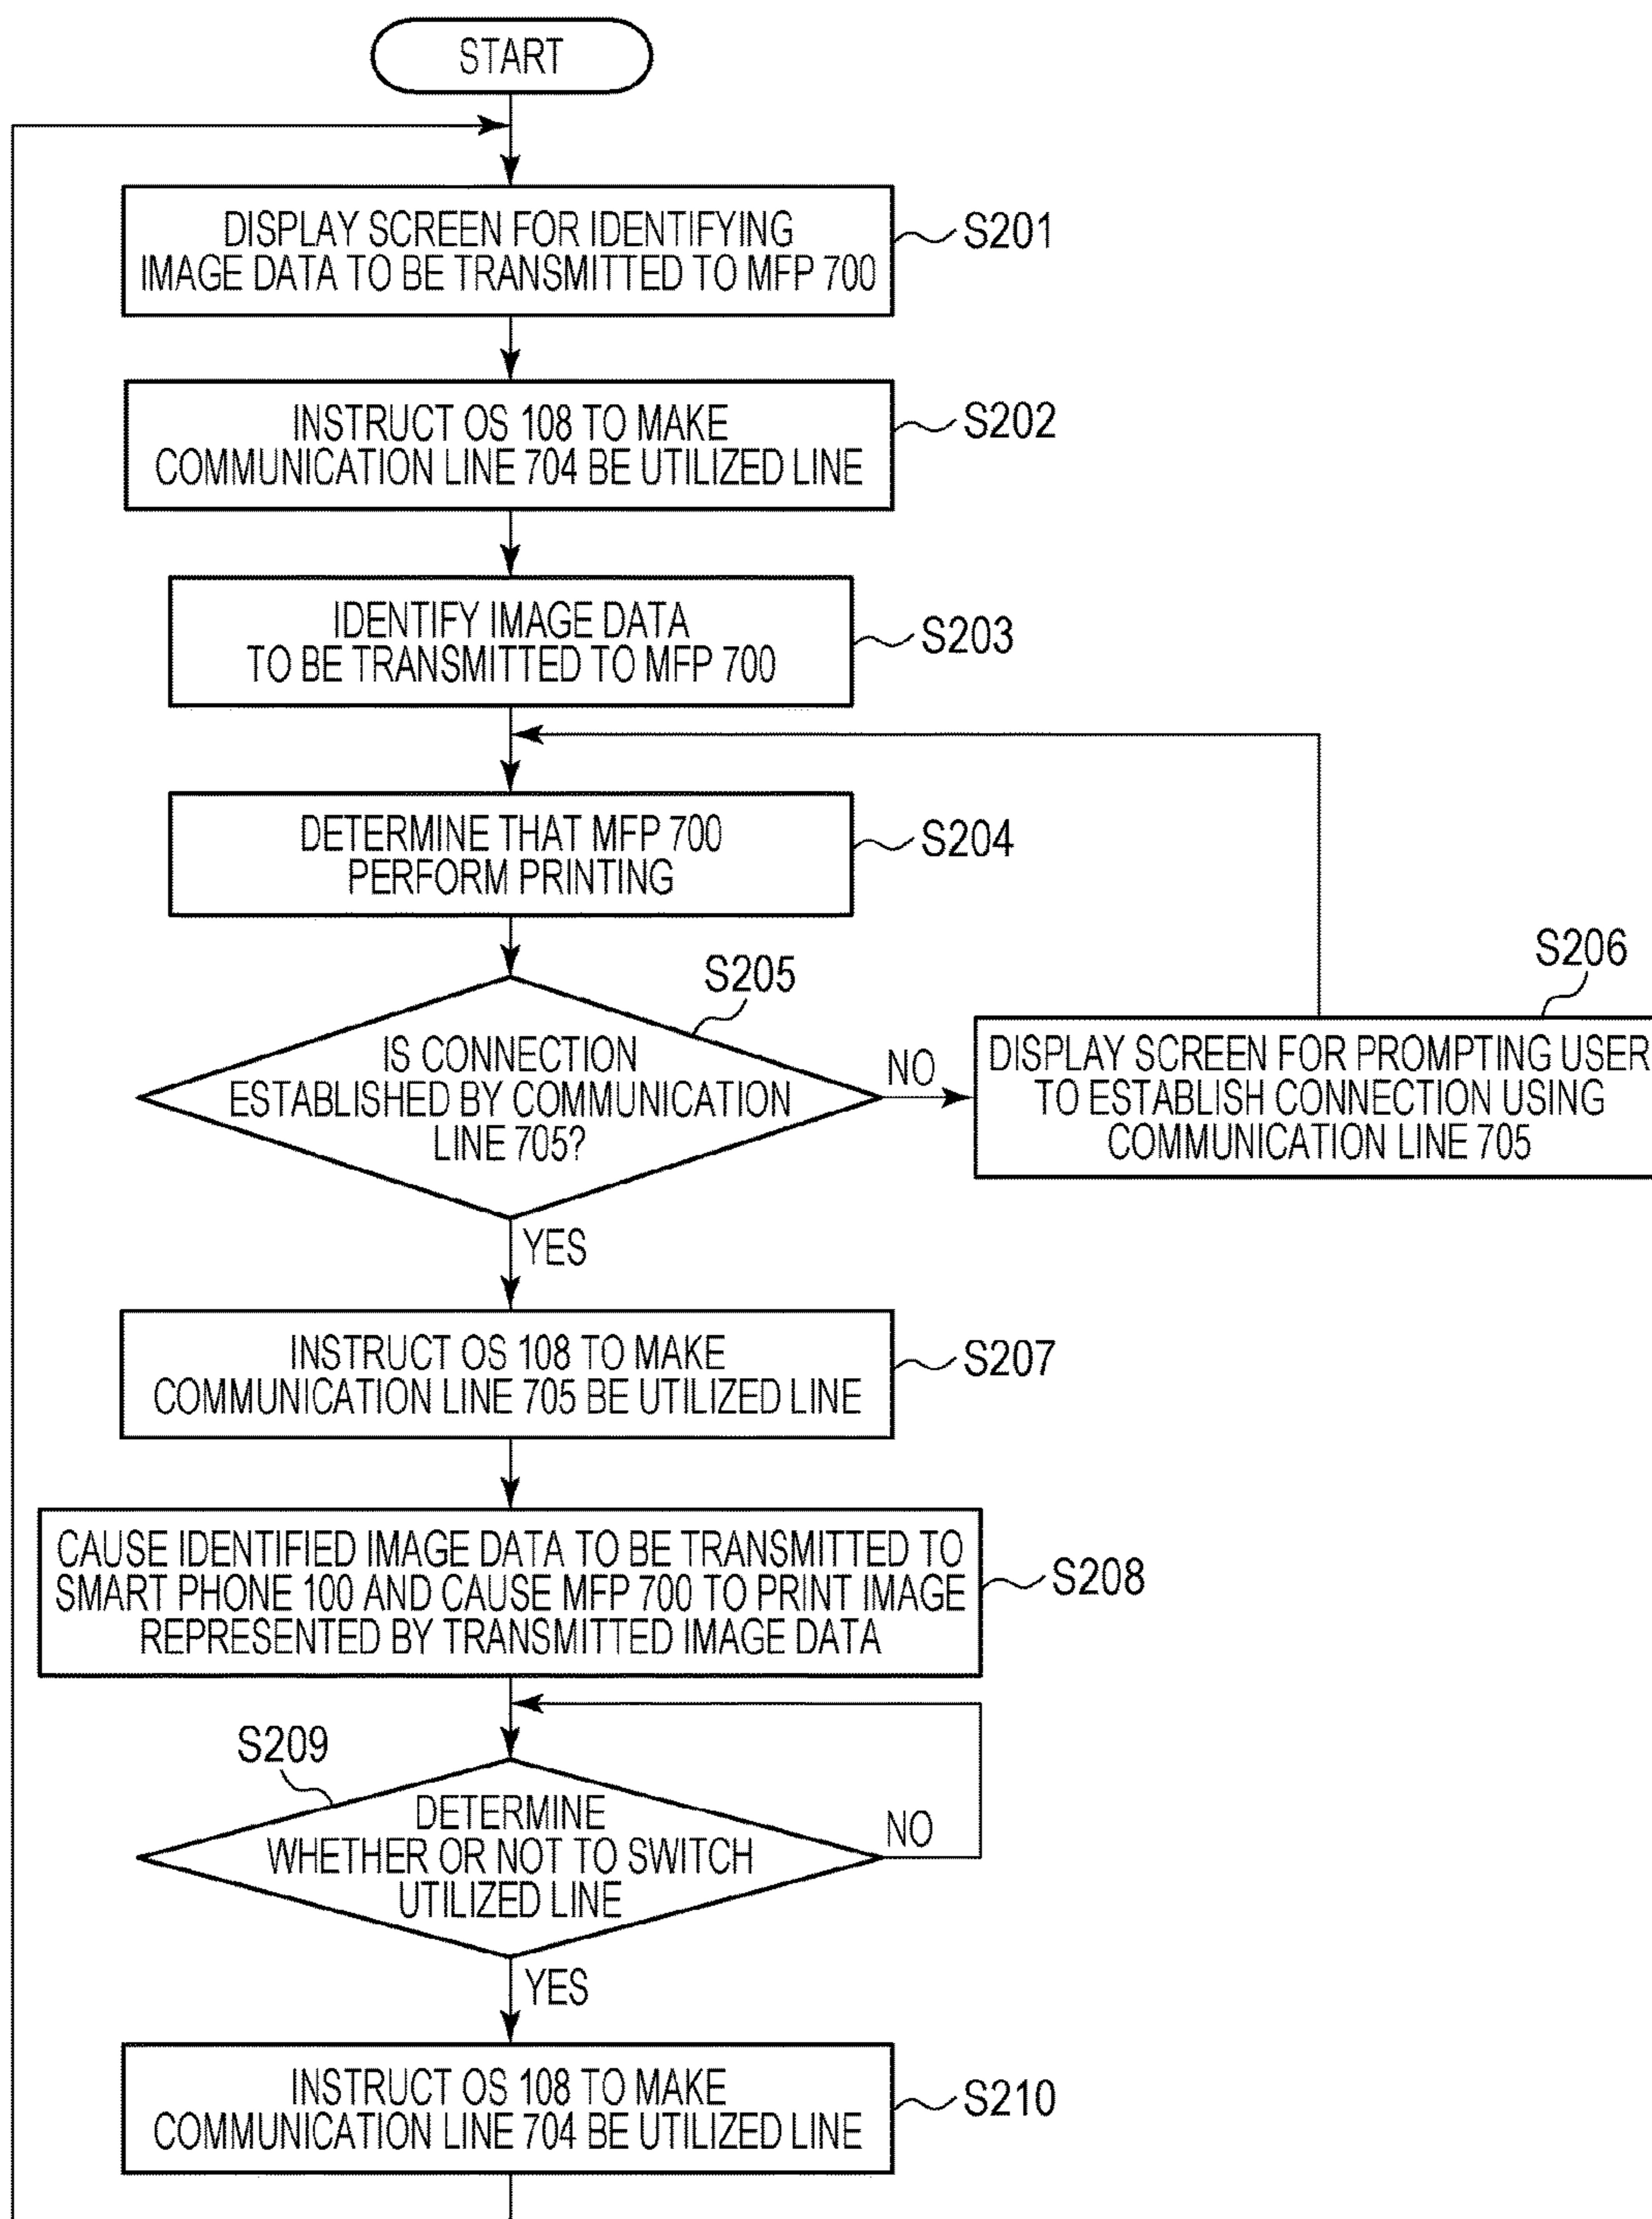 START
DISPLAY SCREEN FOR IDENTIFYING
IMAGE DATA TO BE TRANSMITTED TO MFP 700
S201
INSTRUCT OS 108 TO MAKE
COMMUNICATION LINE 704 BE UTILIZED LINE
S202
IDENTIFY IMAGE DATA
TO BE TRANSMITTED TO MFP 700
S203
DETERMINE THAT MFP 700
PERFORM PRINTING
S204
S205
IS CONNECTION
ESTABLISHED BY COMMUNICATION
LINE 705?
NO
S206
DISPLAY SCREEN FOR PROMPTING USER
TO ESTABLISH CONNECTION USING
COMMUNICATION LINE 705
YES
INSTRUCT OS 108 TO MAKE
COMMUNICATION LINE 705 BE UTILIZED LINE
S207
CAUSE IDENTIFIED IMAGE DATA TO BE TRANSMITTED TO
SMART PHONE 100 AND CAUSE MFP 700 TO PRINT IMAGE
REPRESENTED BY TRANSMITTED IMAGE DATA
S208
S209
DETERMINE
WHETHER OR NOT TO SWITCH
UTILIZED LINE
NO
YES
INSTRUCT OS 108 TO MAKE
COMMUNICATION LINE 704 BE UTILIZED LINE
S210